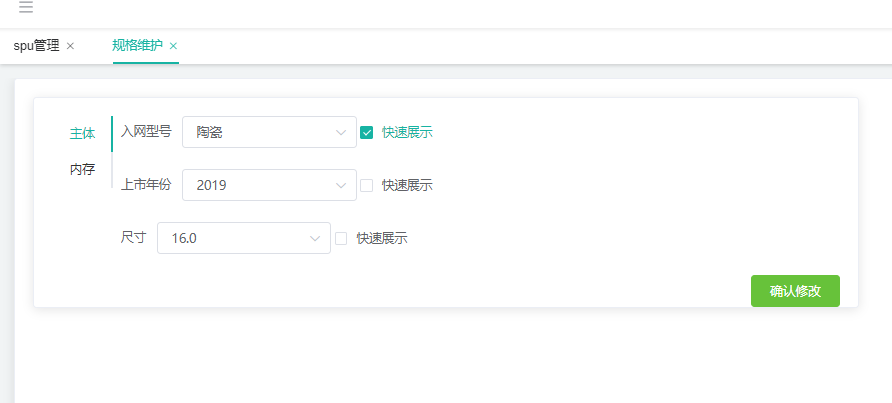 spu管理 × 规格维护 ×
主体 入网型号 陶瓷 快速展示
内存
上市年份 2019 快速展示
尺寸 16.0 快速展示
确认修改